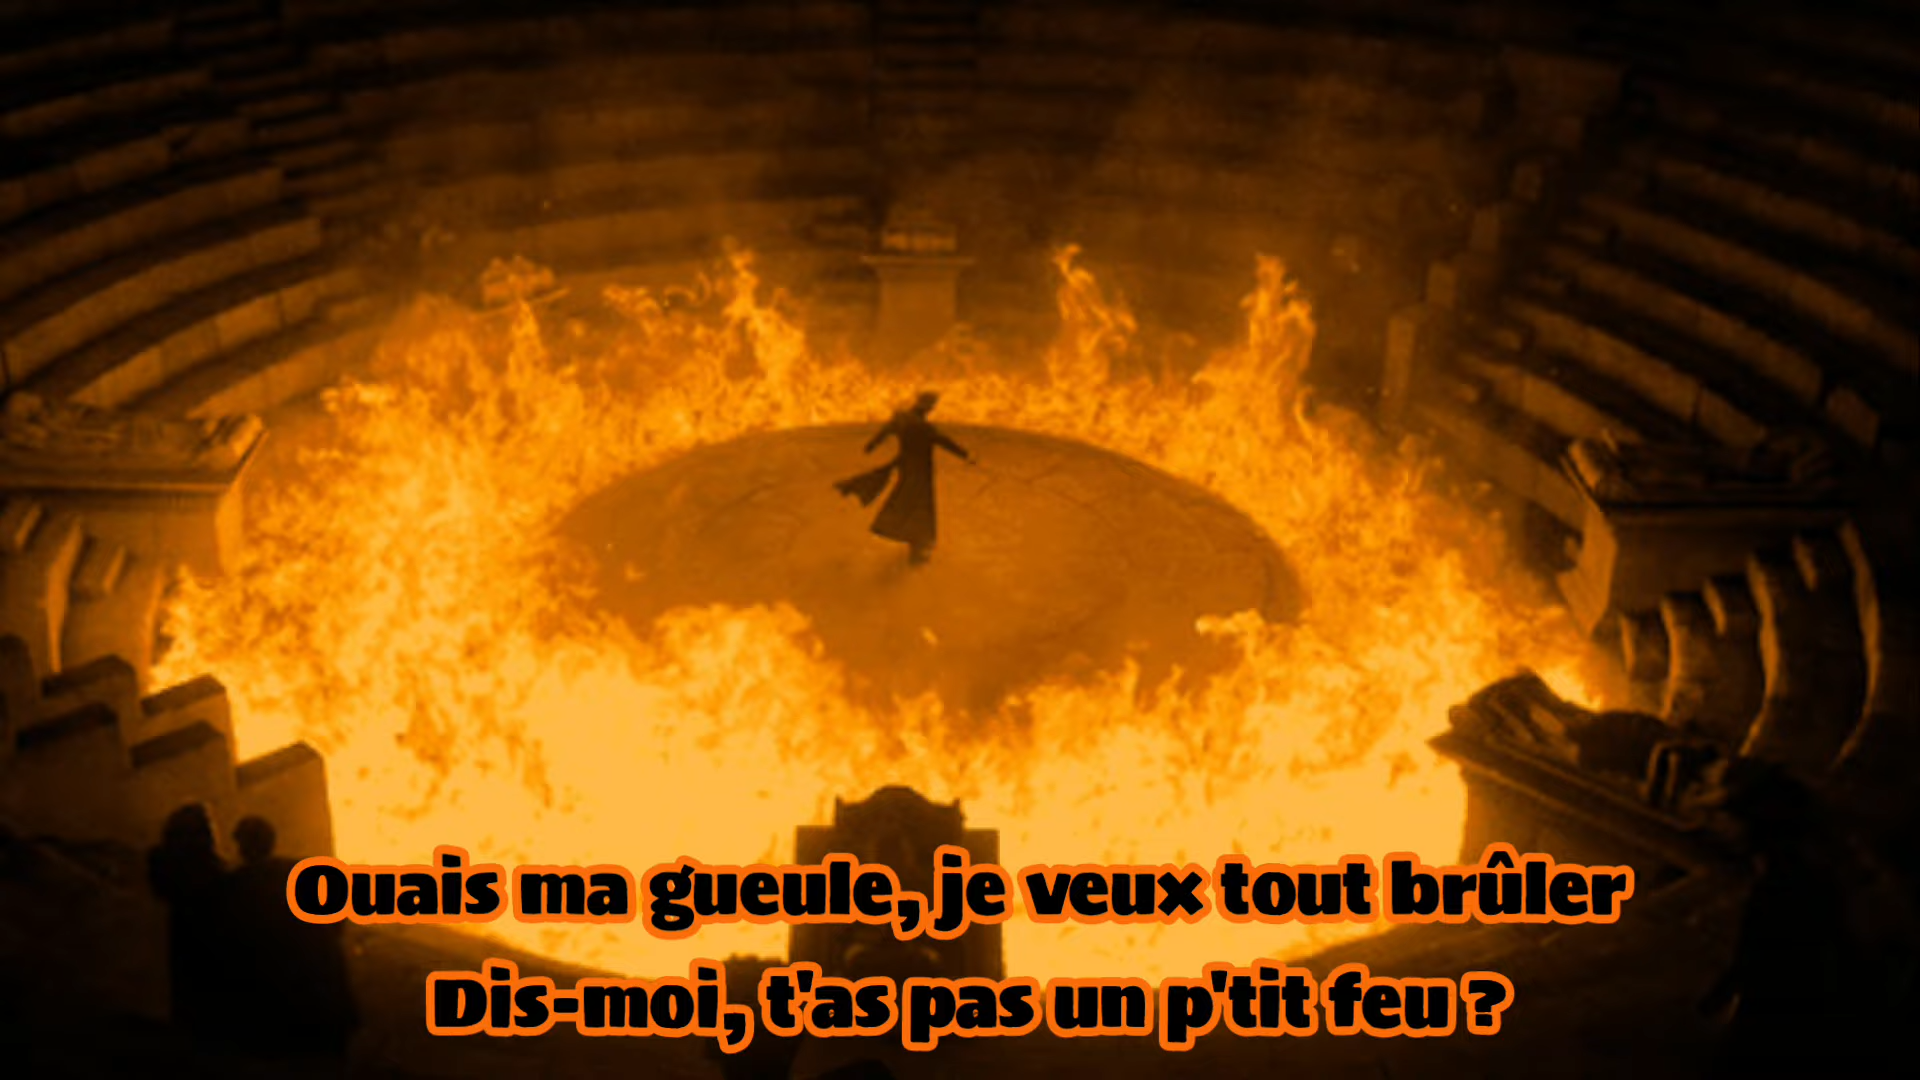 Ouais ma gueule, je veux tout brûler
Dis-moi, t'as pas un p'tit feu ?